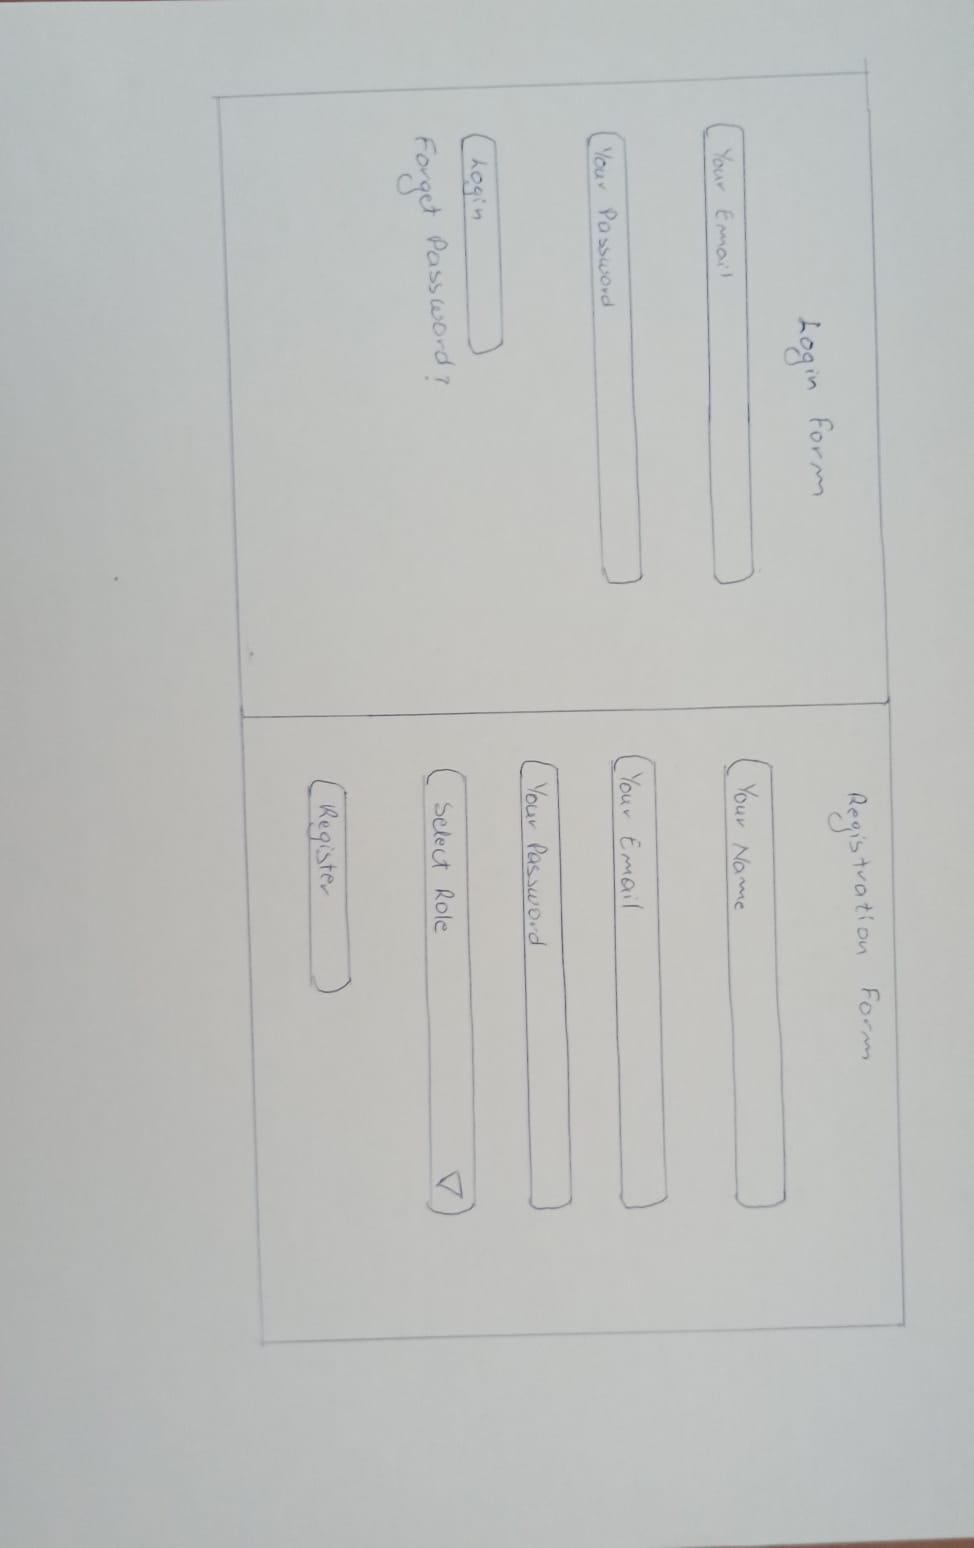 Login Form
Your Email
Your Password
Login
Forget Password?
Registration Form
Your Name
Your Email
Your Password
Select Role
Register